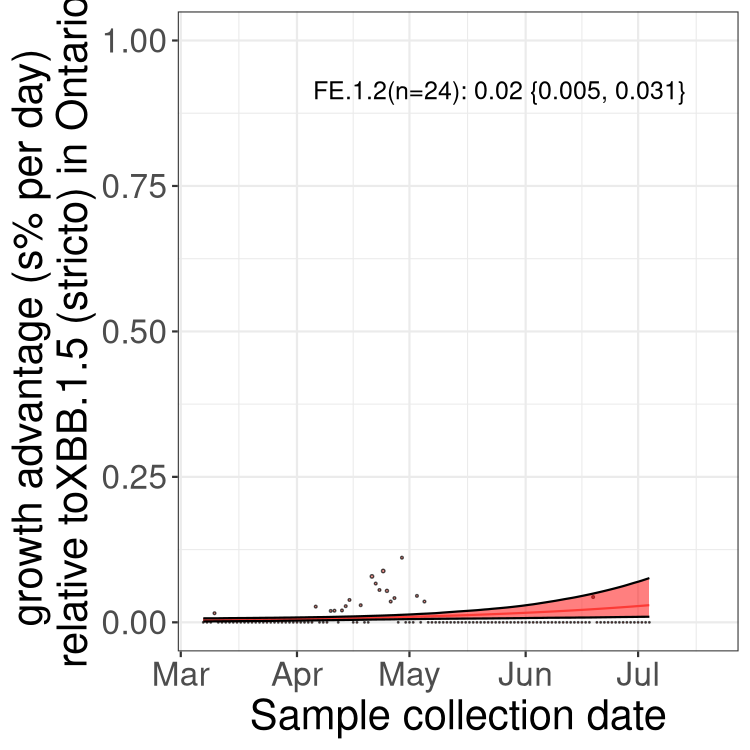 growth advantage (s% per day)
relative toXBB.1.5 (stricto) in Ontario
1.00
0.75
0.50
0.25
0.00
FE.1.2(n=24): 0.02 {0.005, 0.031}
Mar Apr May Jun Jul
Sample collection date